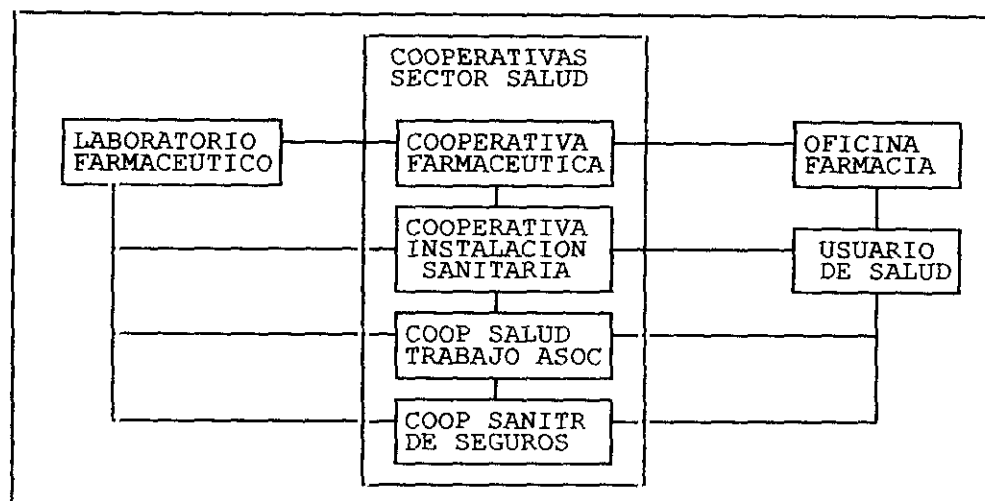 COOPERATIVAS
SECTOR SALUD
LABORATORIO
FARMACEUTICO
COOPERATIVA
FARMACEUTICA
OFICINA
FARMACIA
COOPERATIVA
INSTALACION
SANITARIA
USUARIO
DE SALUD
COOP SALUD
TRABAJO ASOC
COOP SANITR
DE SEGUROS